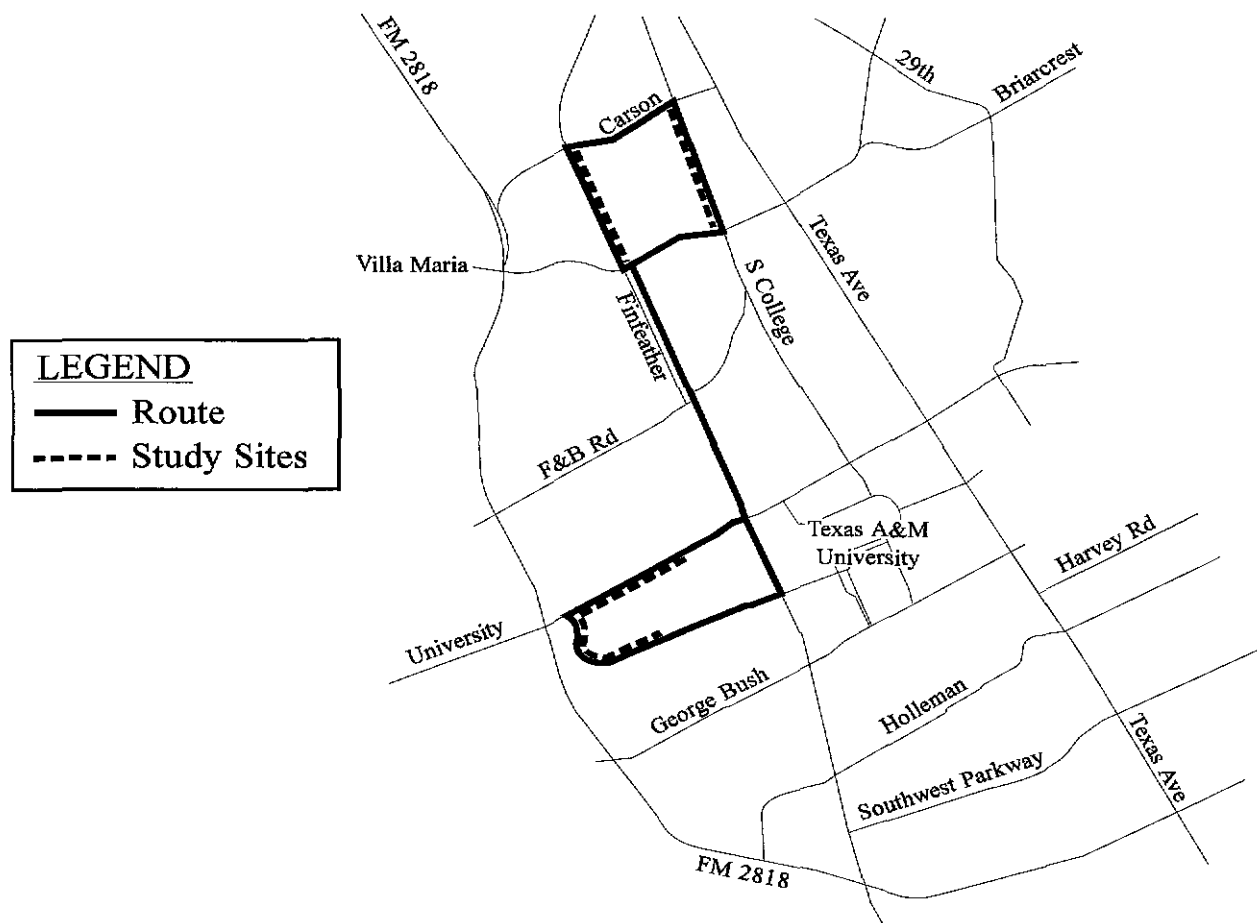 FM 2818
29th
Briarcrest
Carson
Texas Ave
Villa Maria
S College
Finfeather
LEGEND
Route
Study Sites
F&B Rd
Texas A&M
University
Harvey Rd
University
George Bush
Holleman
Texas Ave
Southwest Parkway
FM 2818